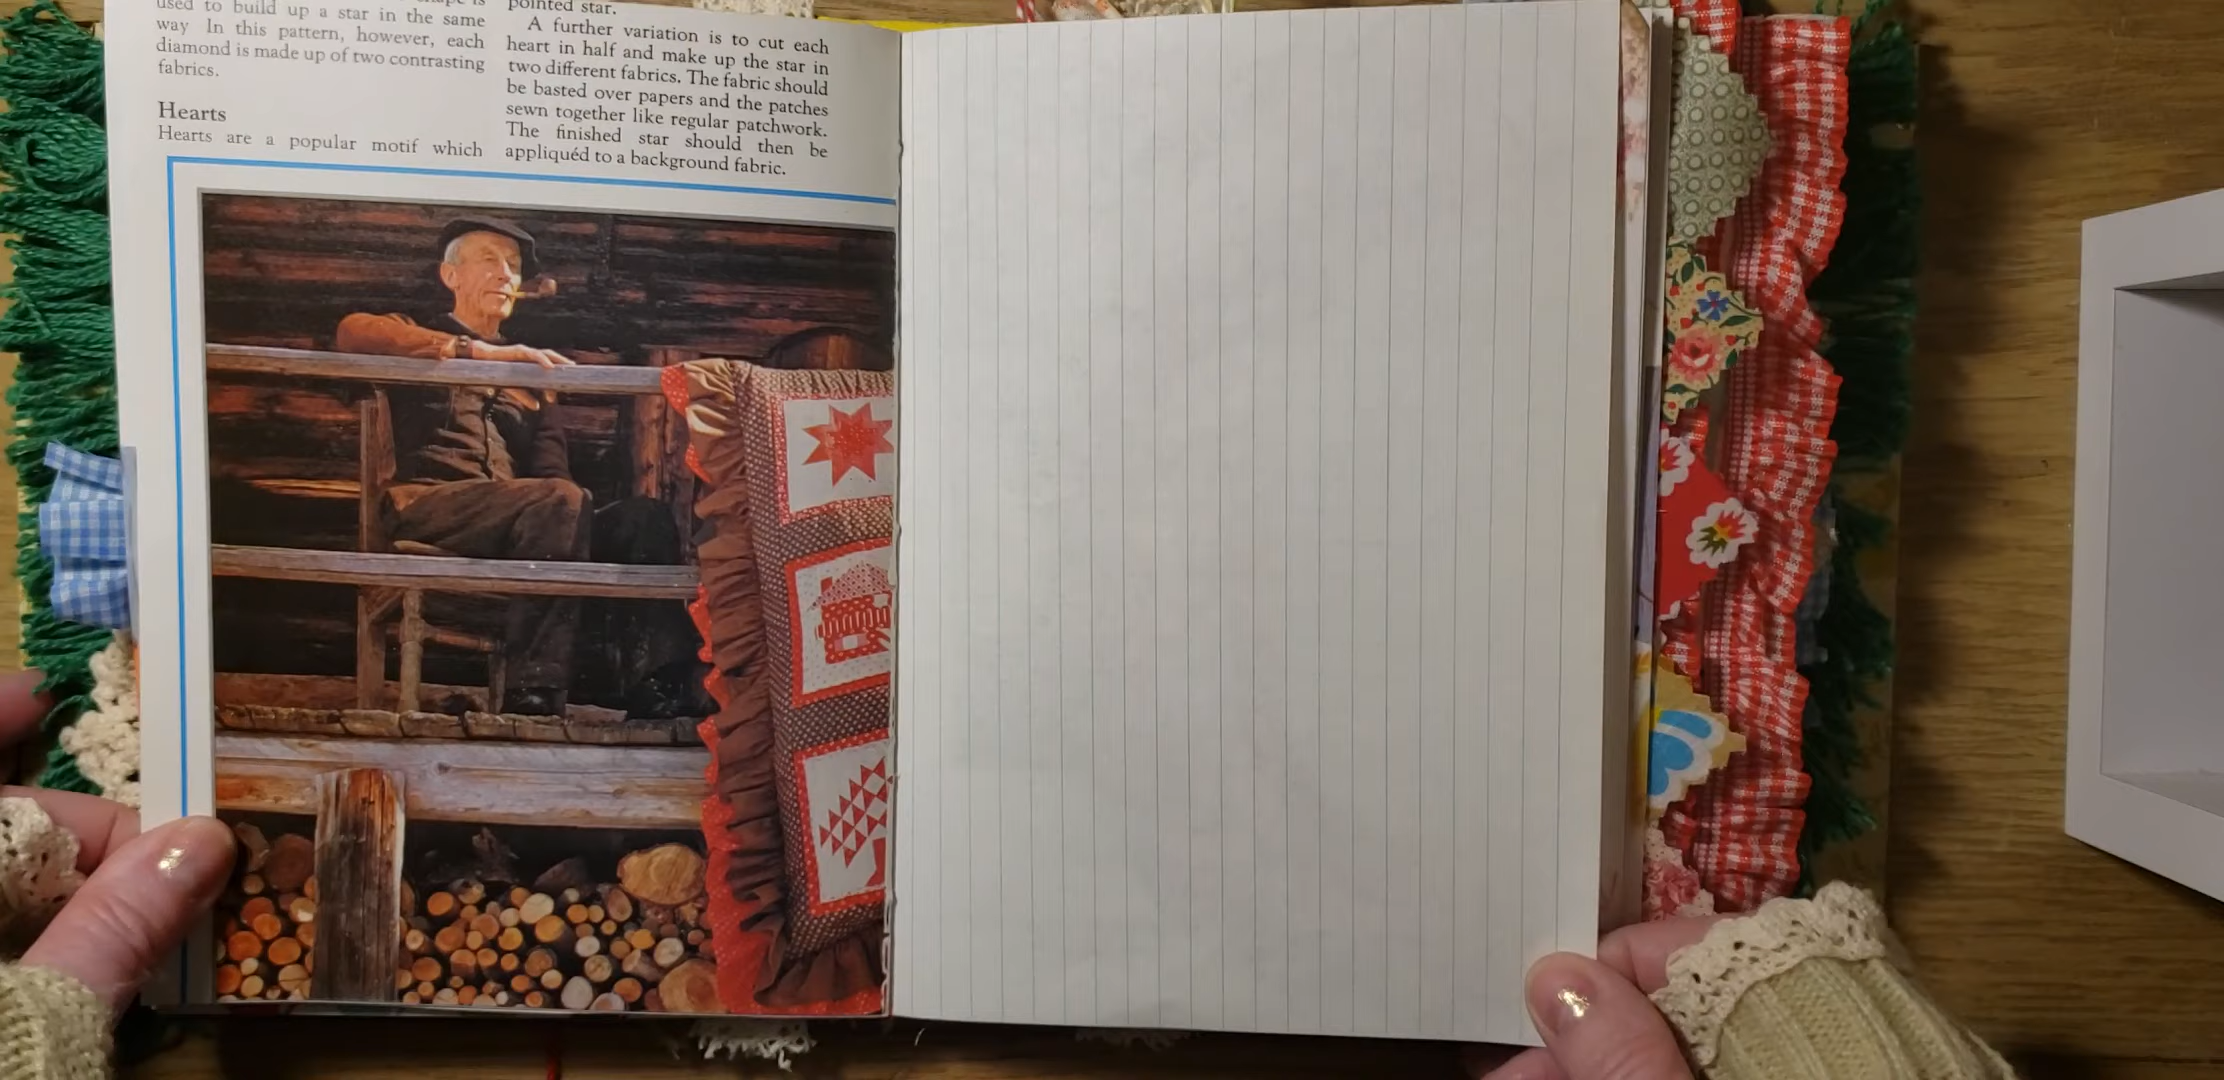 used to build up a star in the same
way In this pattern, however, each
diamond is made up of two contrasting
fabrics.
Hearts
Hearts are a popular motif which
pointed star.
A further variation is to cut each
heart in half and make up the star in
two different fabrics. The fabric should
be basted over papers and the patches
sewn together like regular patchwork.
The finished star should then be
appliquéd to a background fabric.